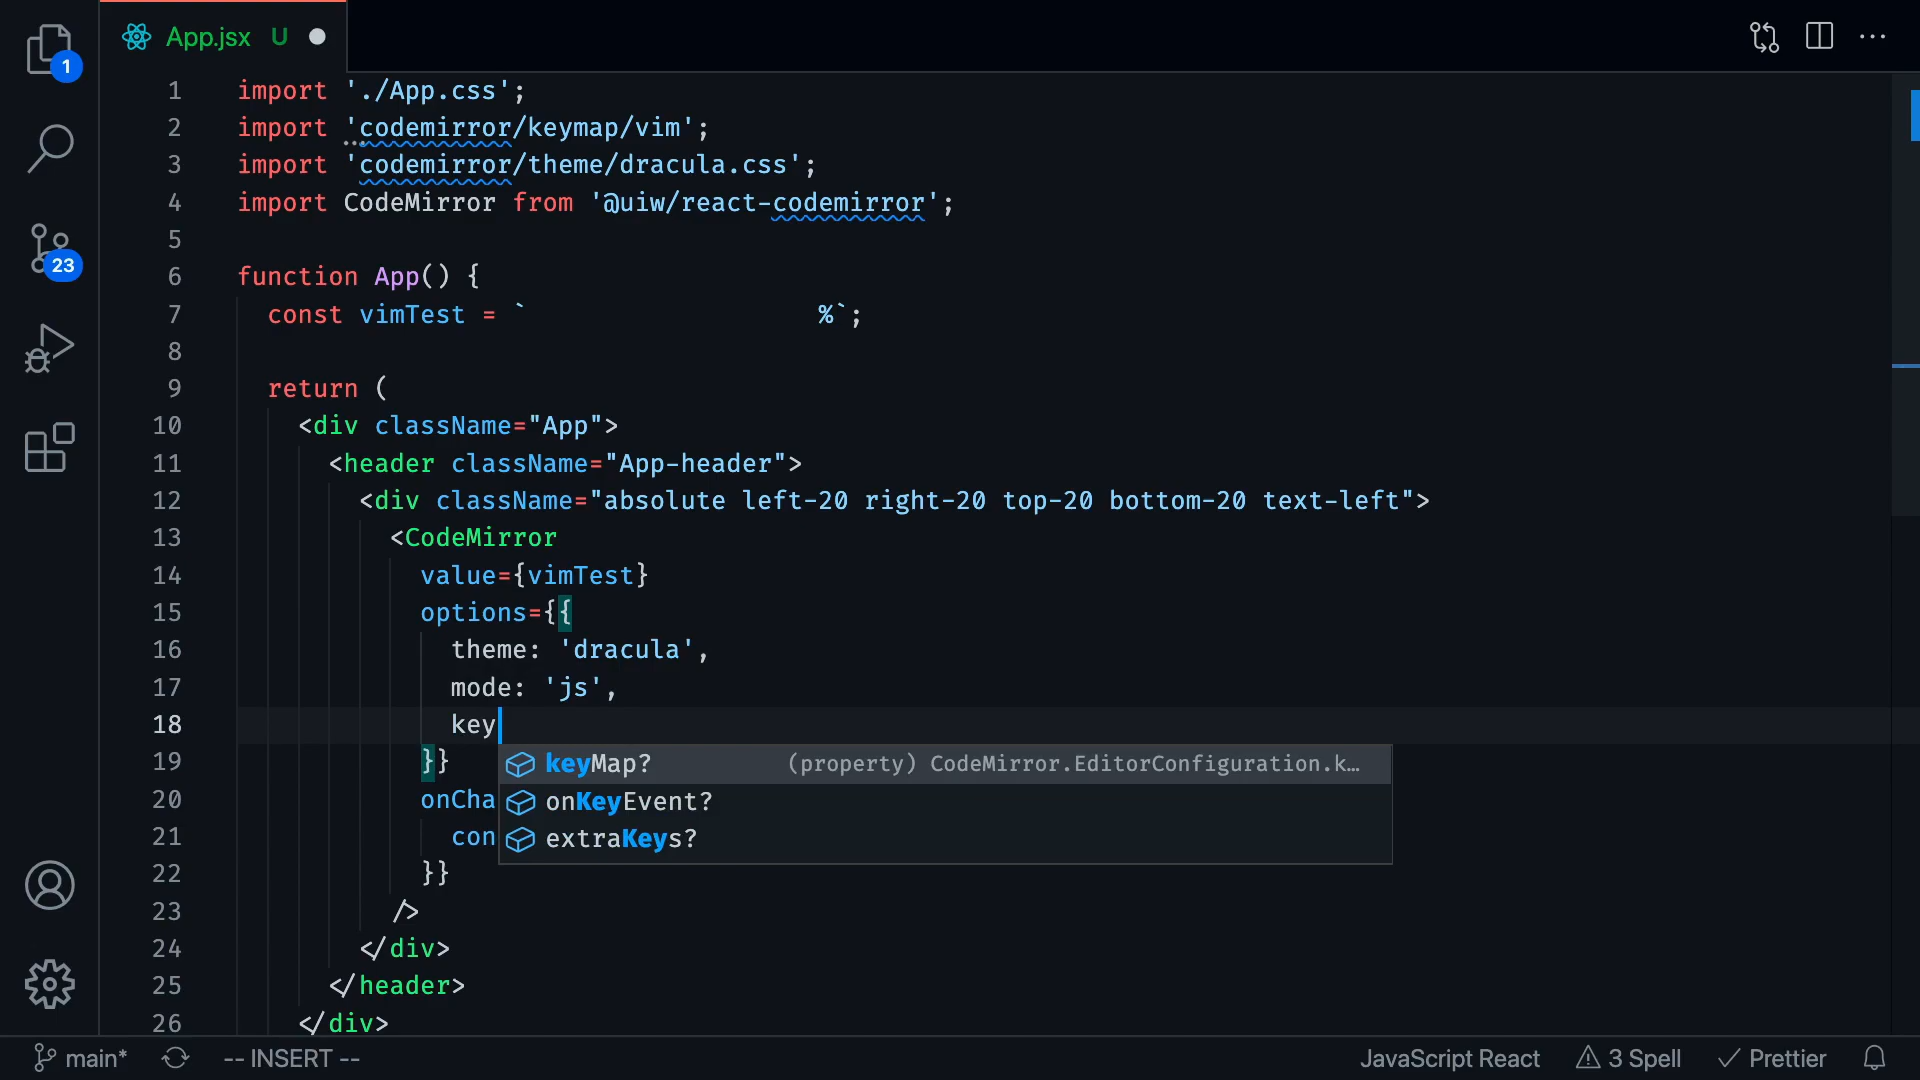 App.jsx U
1
23
1 import './App.css';
2 import 'codemirror/keymap/vim';
3 import 'codemirror/theme/dracula.css';
4 import CodeMirror from '@uiw/react-codemirror';
5
6 function App() {
7 const vimTest = `                   %`;
8
9 return (
10 <div className="App">
11 <header className="App-header">
12 <div className="absolute left-20 right-20 top-20 bottom-20 text-left">
13 <CodeMirror
14 value={vimTest}
15 options={{
16 theme: 'dracula',
17 mode: 'js',
18 key
19 }}
keyMap? (property) CodeMirror.EditorConfiguration.k…
20 onCha
onKeyEvent?
21 con
extraKeys?
22 }}
23 />
24 </div>
25 </header>
26 </div>
main* -- INSERT -- JavaScript React 3 Spell Prettier